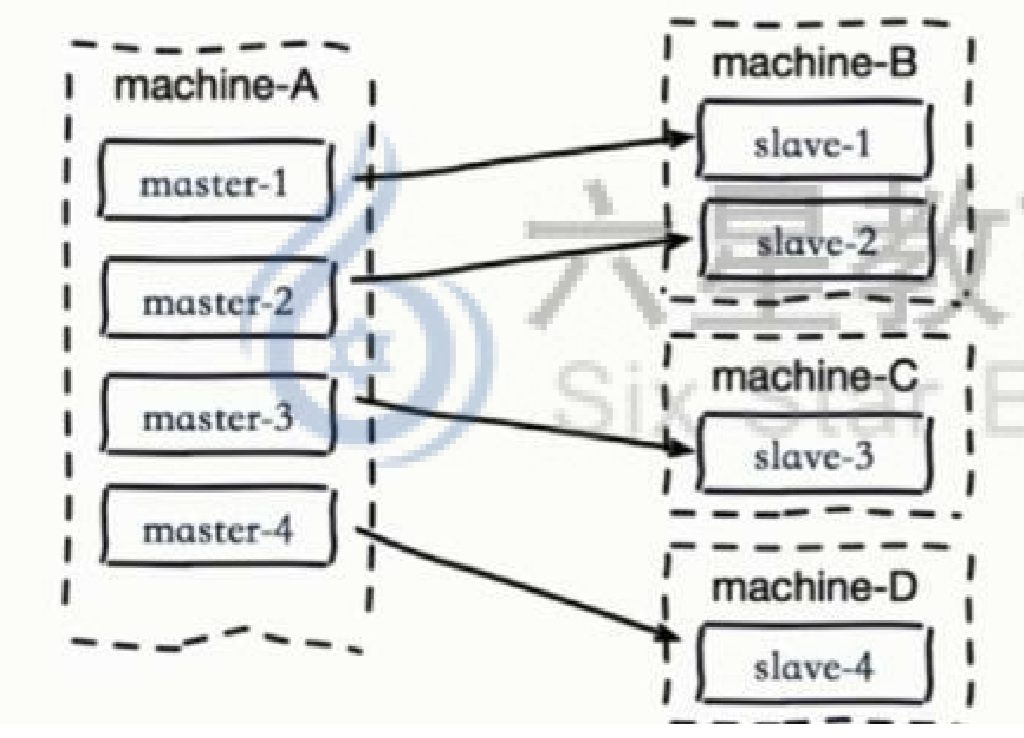 machine-A
master-1
master-2
master-3
master-4
machine-B
slave-1
slave-2
machine-C
slave-3
machine-D
slave-4
六星教
Six Star E